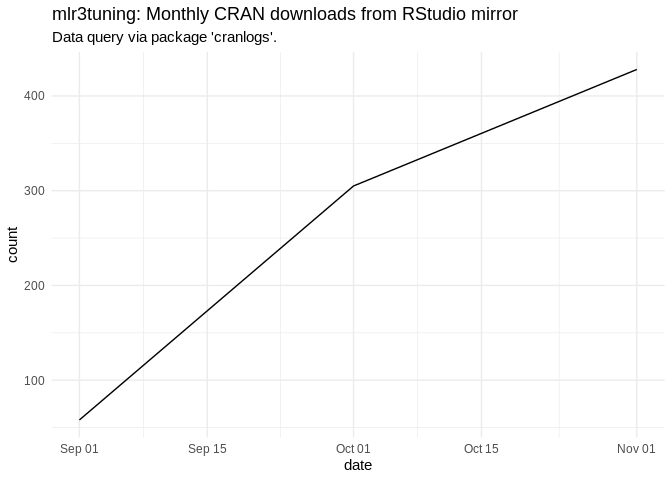 mlr3tuning: Monthly CRAN downloads from RStudio mirror
Data query via package 'cranlogs'.
400
300
200
100
count
Sep 01 Sep 15 Oct 01 Oct 15 Nov 01
date